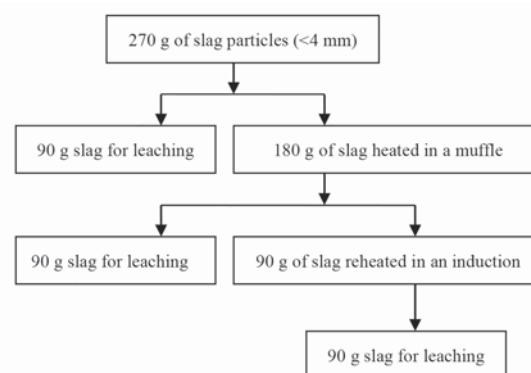 270 g of slag particles (<4 mm)
90 g slag for leaching
180 g of slag heated in a muffle
90 g slag for leaching
90 g of slag reheated in an induction
90 g slag for leaching